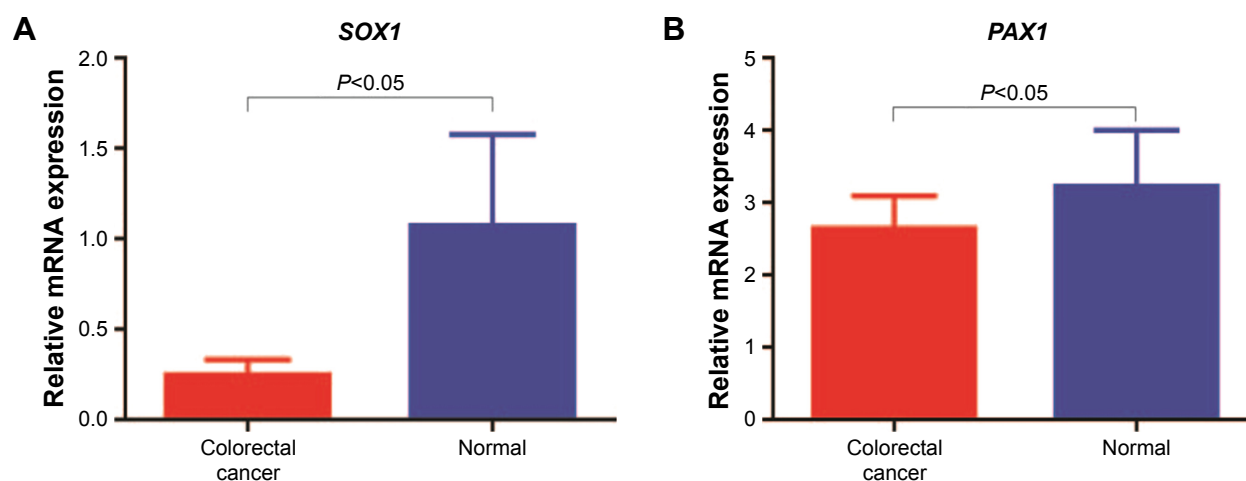 A
SOX1
Relative mRNA expression
2.0
1.5
1.0
0.5
0.0
P<0.05
Colorectal
cancer
Normal
B
PAX1
Relative mRNA expression
5
4
3
2
1
0
P<0.05
Colorectal
cancer
Normal